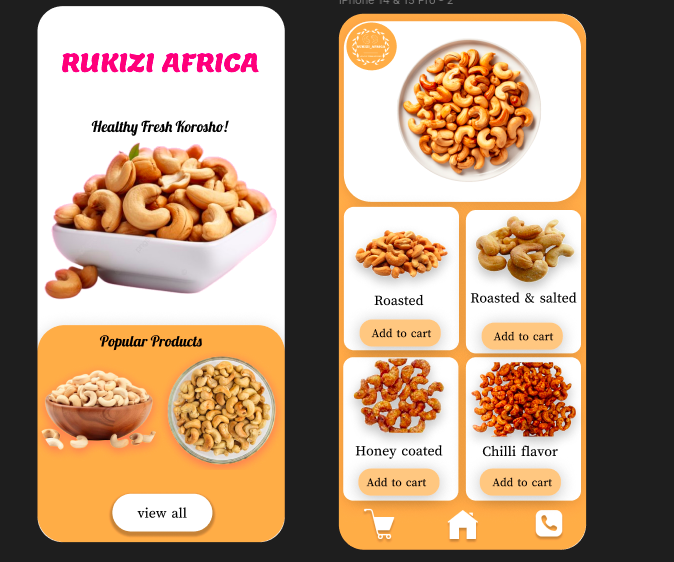 iPhone 14 & 15 Pro - 2
RUKIZI AFRICA
Healthy Fresh Korosho!
Popular Products
view all
Roasted
Roasted & salted
Add to cart
Add to cart
Honey coated
Chilli flavor
Add to cart
Add to cart